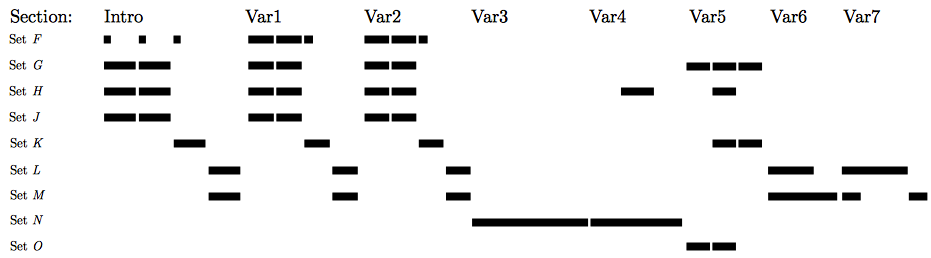 Section: Intro Var1 Var2 Var3 Var4 Var5 Var6 Var7
Set F
Set G
Set H
Set J
Set K
Set L
Set M
Set N
Set O